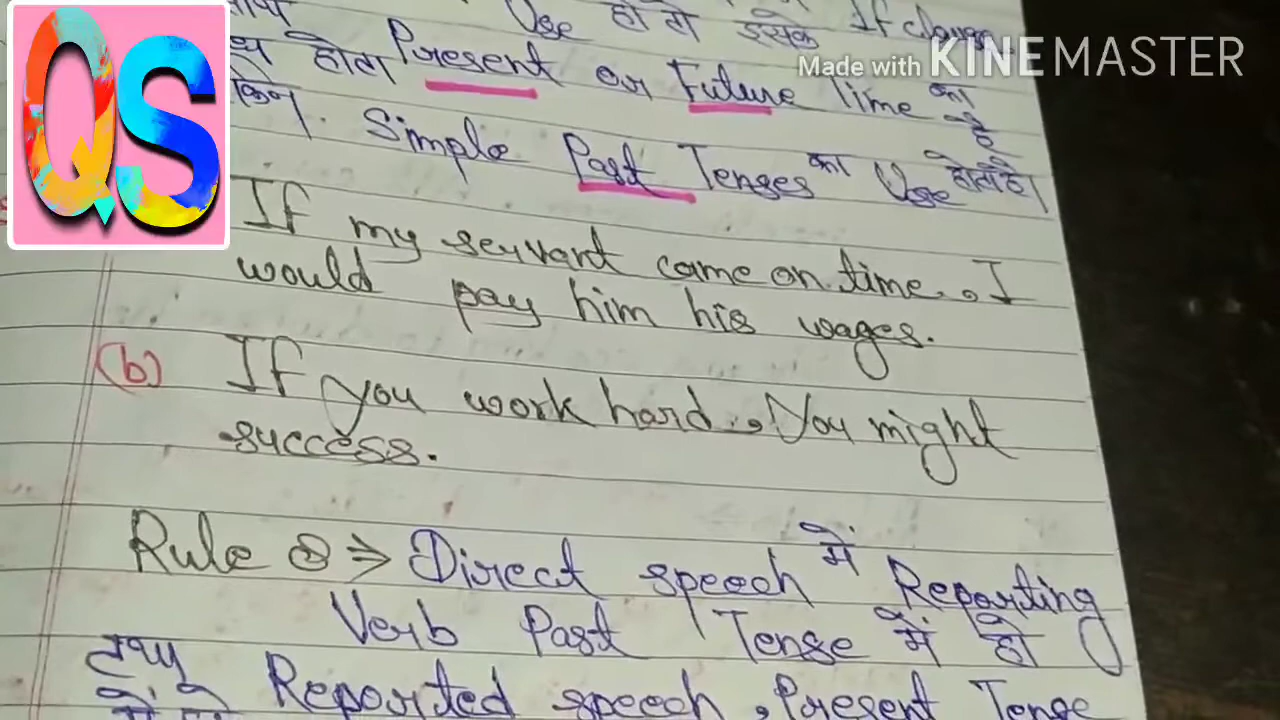 QS
Made with KINEMASTER
Use हो तो इसके If clause
होता Present or Future Time का
है
Simple Past Tenses का Use होता है।
If my servant came on time, I
would pay him his wages.
(b) If you work hard, You might
success.
Rule ⇒ Direct speech में Reporting
Verb Past Tense में हो
तथा Reported speech, Present Tense